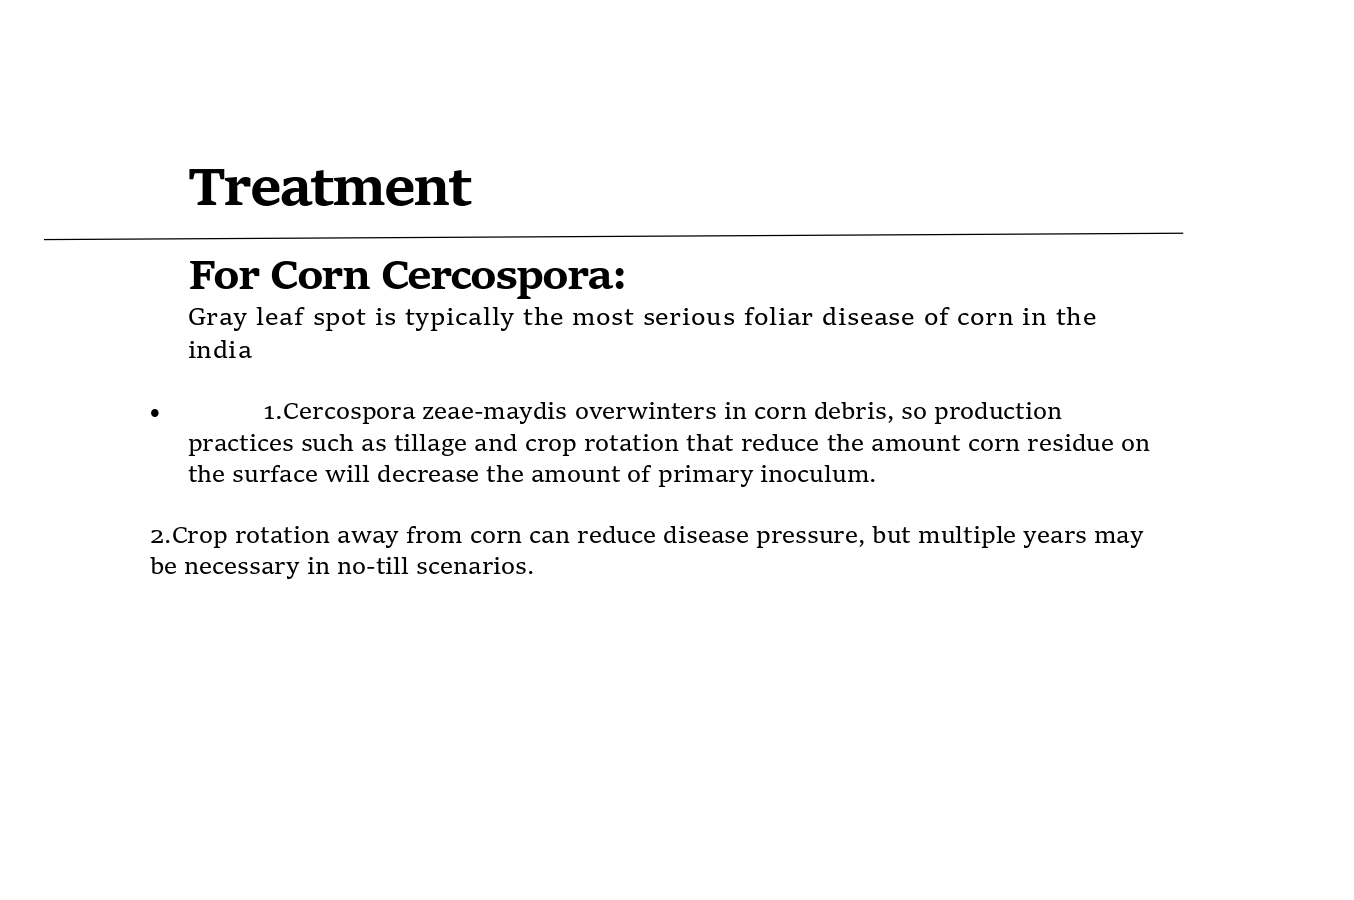 Treatment
For Corn Cercospora:
Gray leaf spot is typically the most serious foliar disease of corn in the
india
• 1.Cercospora zeae-maydis overwinters in corn debris, so production
practices such as tillage and crop rotation that reduce the amount corn residue on
the surface will decrease the amount of primary inoculum.
2.Crop rotation away from corn can reduce disease pressure, but multiple years may
be necessary in no-till scenarios.